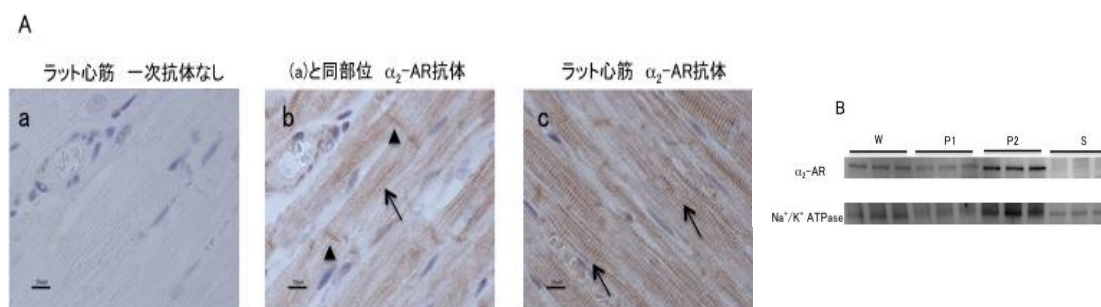 A
ラット心筋 一次抗体なし
(a)と同部位 α₂-AR抗体
ラット心筋 α₂-AR抗体
a
b
c
B
W P1 P2 S
α₂-AR
Na⁺/K⁺ ATPase